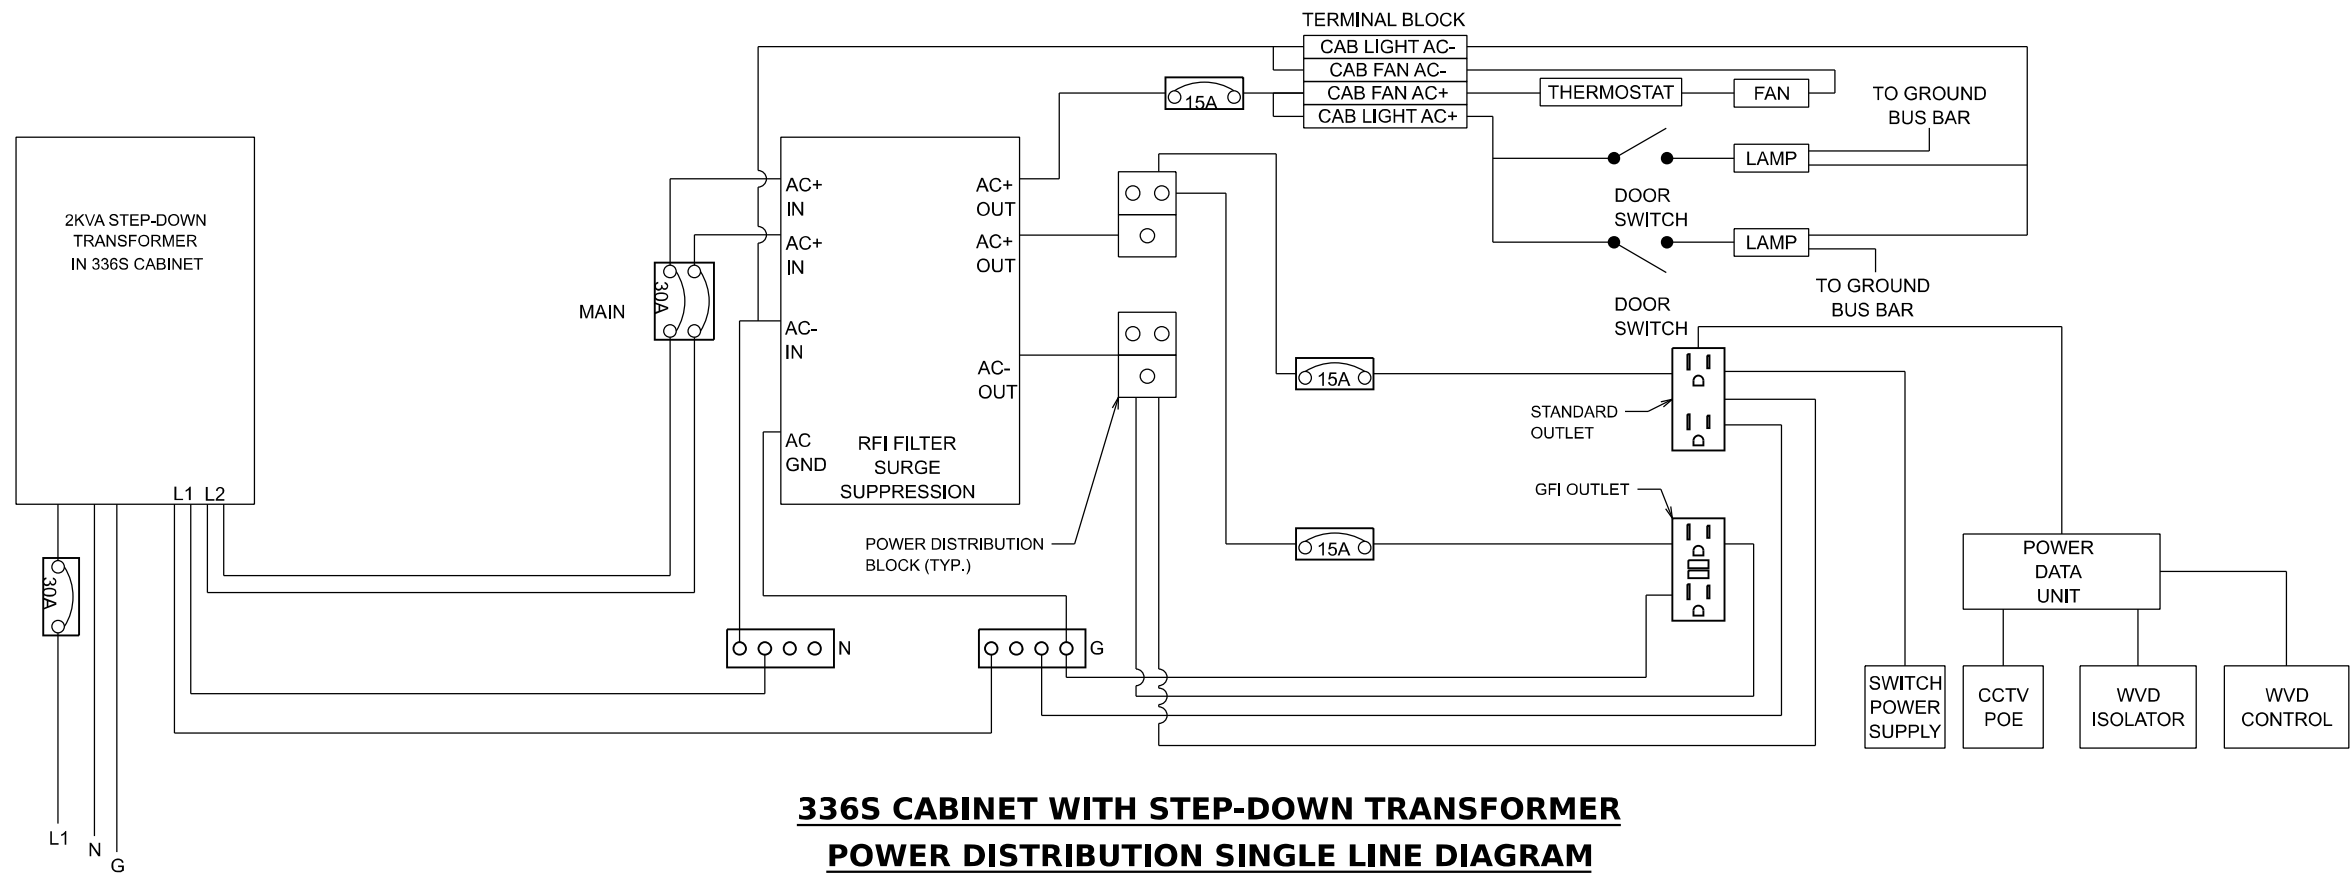 TERMINAL BLOCK
CAB LIGHT AC-
CAB FAN AC-
CAB FAN AC+
CAB LIGHT AC+
15A
THERMOSTAT
FAN
TO GROUND
BUS BAR
LAMP
DOOR
SWITCH
LAMP
TO GROUND
BUS BAR
DOOR
SWITCH
2KVA STEP-DOWN
TRANSFORMER
IN 336S CABINET
L1 L2
30A
L1
N
G
MAIN
30A
AC+
IN
AC+
IN
AC-
IN
AC
GND
AC+
OUT
AC+
OUT
AC-
OUT
RFI FILTER
SURGE
SUPPRESSION
POWER DISTRIBUTION
BLOCK (TYP.)
N
G
15A
15A
STANDARD
OUTLET
GFI OUTLET
POWER
DATA
UNIT
SWITCH
POWER
SUPPLY
CCTV
POE
WVD
ISOLATOR
WVD
CONTROL
336S CABINET WITH STEP-DOWN TRANSFORMER
POWER DISTRIBUTION SINGLE LINE DIAGRAM